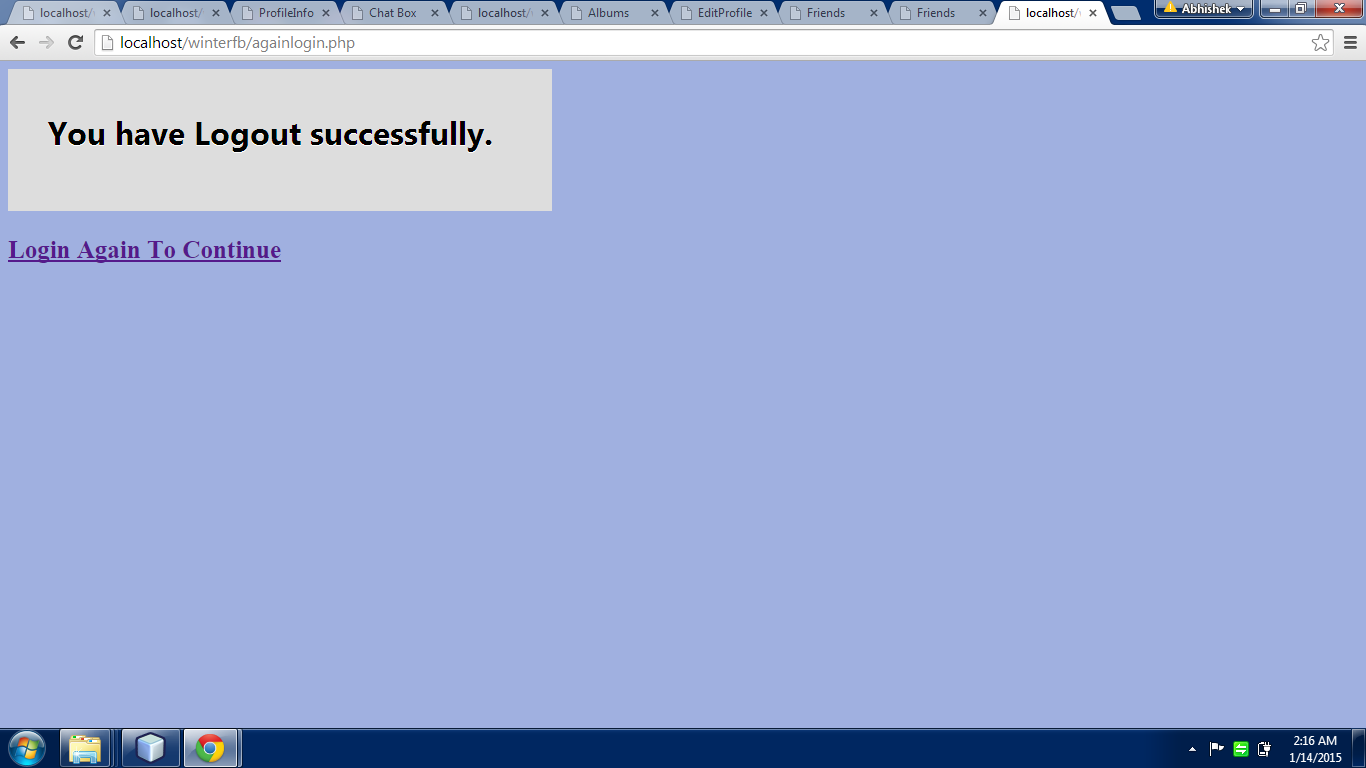 localhost/
localhost/
ProfileInfo
Chat Box
localhost/
Albums
EditProfile
Friends
Friends
localhost/
Abhishek
localhost/winterfb/againlogin.php
You have Logout successfully.
Login Again To Continue
2:16 AM
1/14/2015